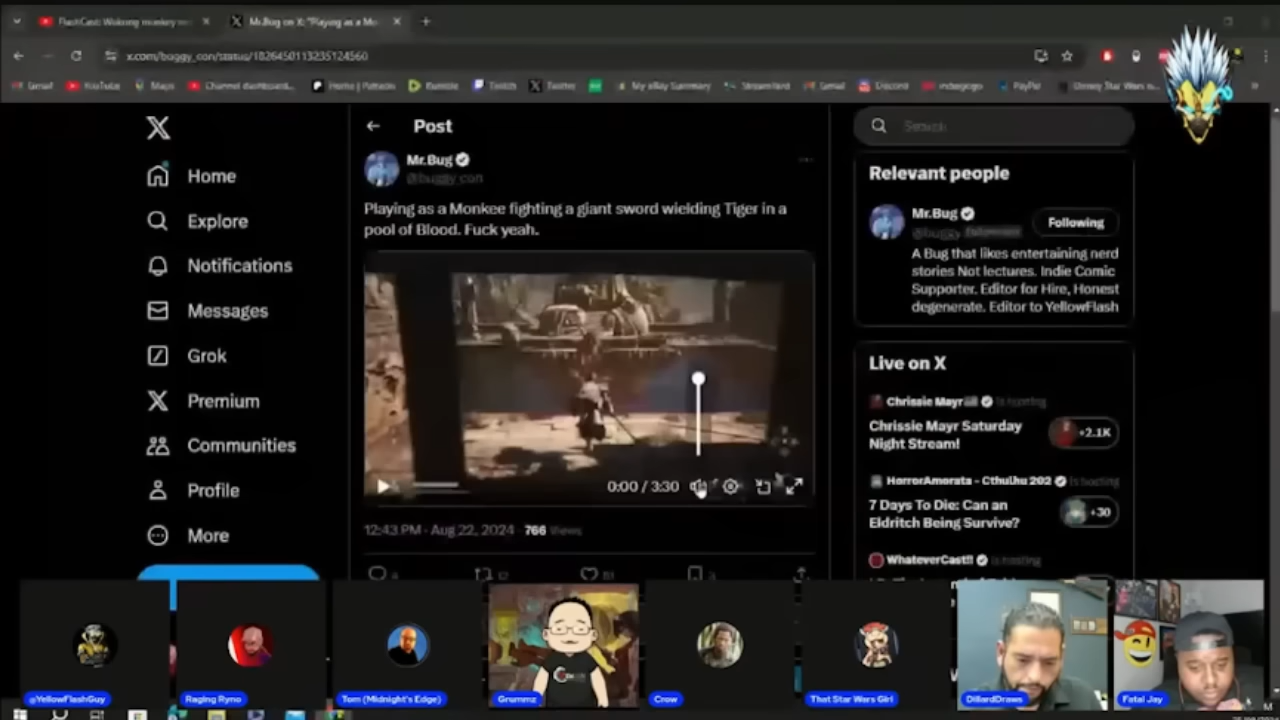 FlashCast: Wukong monkey
Mr.Bug on X: "Playing as a Mo
x.com/buggy_con/status/1826450113235124560
Gmail YouTube Maps Channel dashboard... Home | Patreon Rumble Twitch Twitter My eBay Summary StreamYard Gmail Discord indiegogo PayPal Disney Star Wars
Post
Search
Mr.Bug
@buggy_con
Relevant people
Home
Playing as a Monkee fighting a giant sword wielding Tiger in a
pool of Blood. Fuck yeah.
Mr.Bug
@buggy
Following
Explore
A Bug that likes entertaining nerd
stories Not lectures. Indie Comic
Supporter. Editor for Hire, Honest
degenerate. Editor to YellowFlash
Notifications
Messages
Grok
Live on X
Premium
Chrissie Mayr is hosting
Chrissie Mayr Saturday
Night Stream!
+2.1K
Communities
HorrorAmorata - Cthulhu 202 is hosting
7 Days To Die: Can an
Eldritch Being Survive?
+30
Profile
0:00 / 3:30
12:43 PM · Aug 22, 2024 · 766 Views
More
WhateverCast!! is hosting
@YellowFlashGuy
Raging Ryno
Tom (Midnight's Edge)
Grummz
Crow
That Star Wars Girl
DillardDraws
Fatal Jay